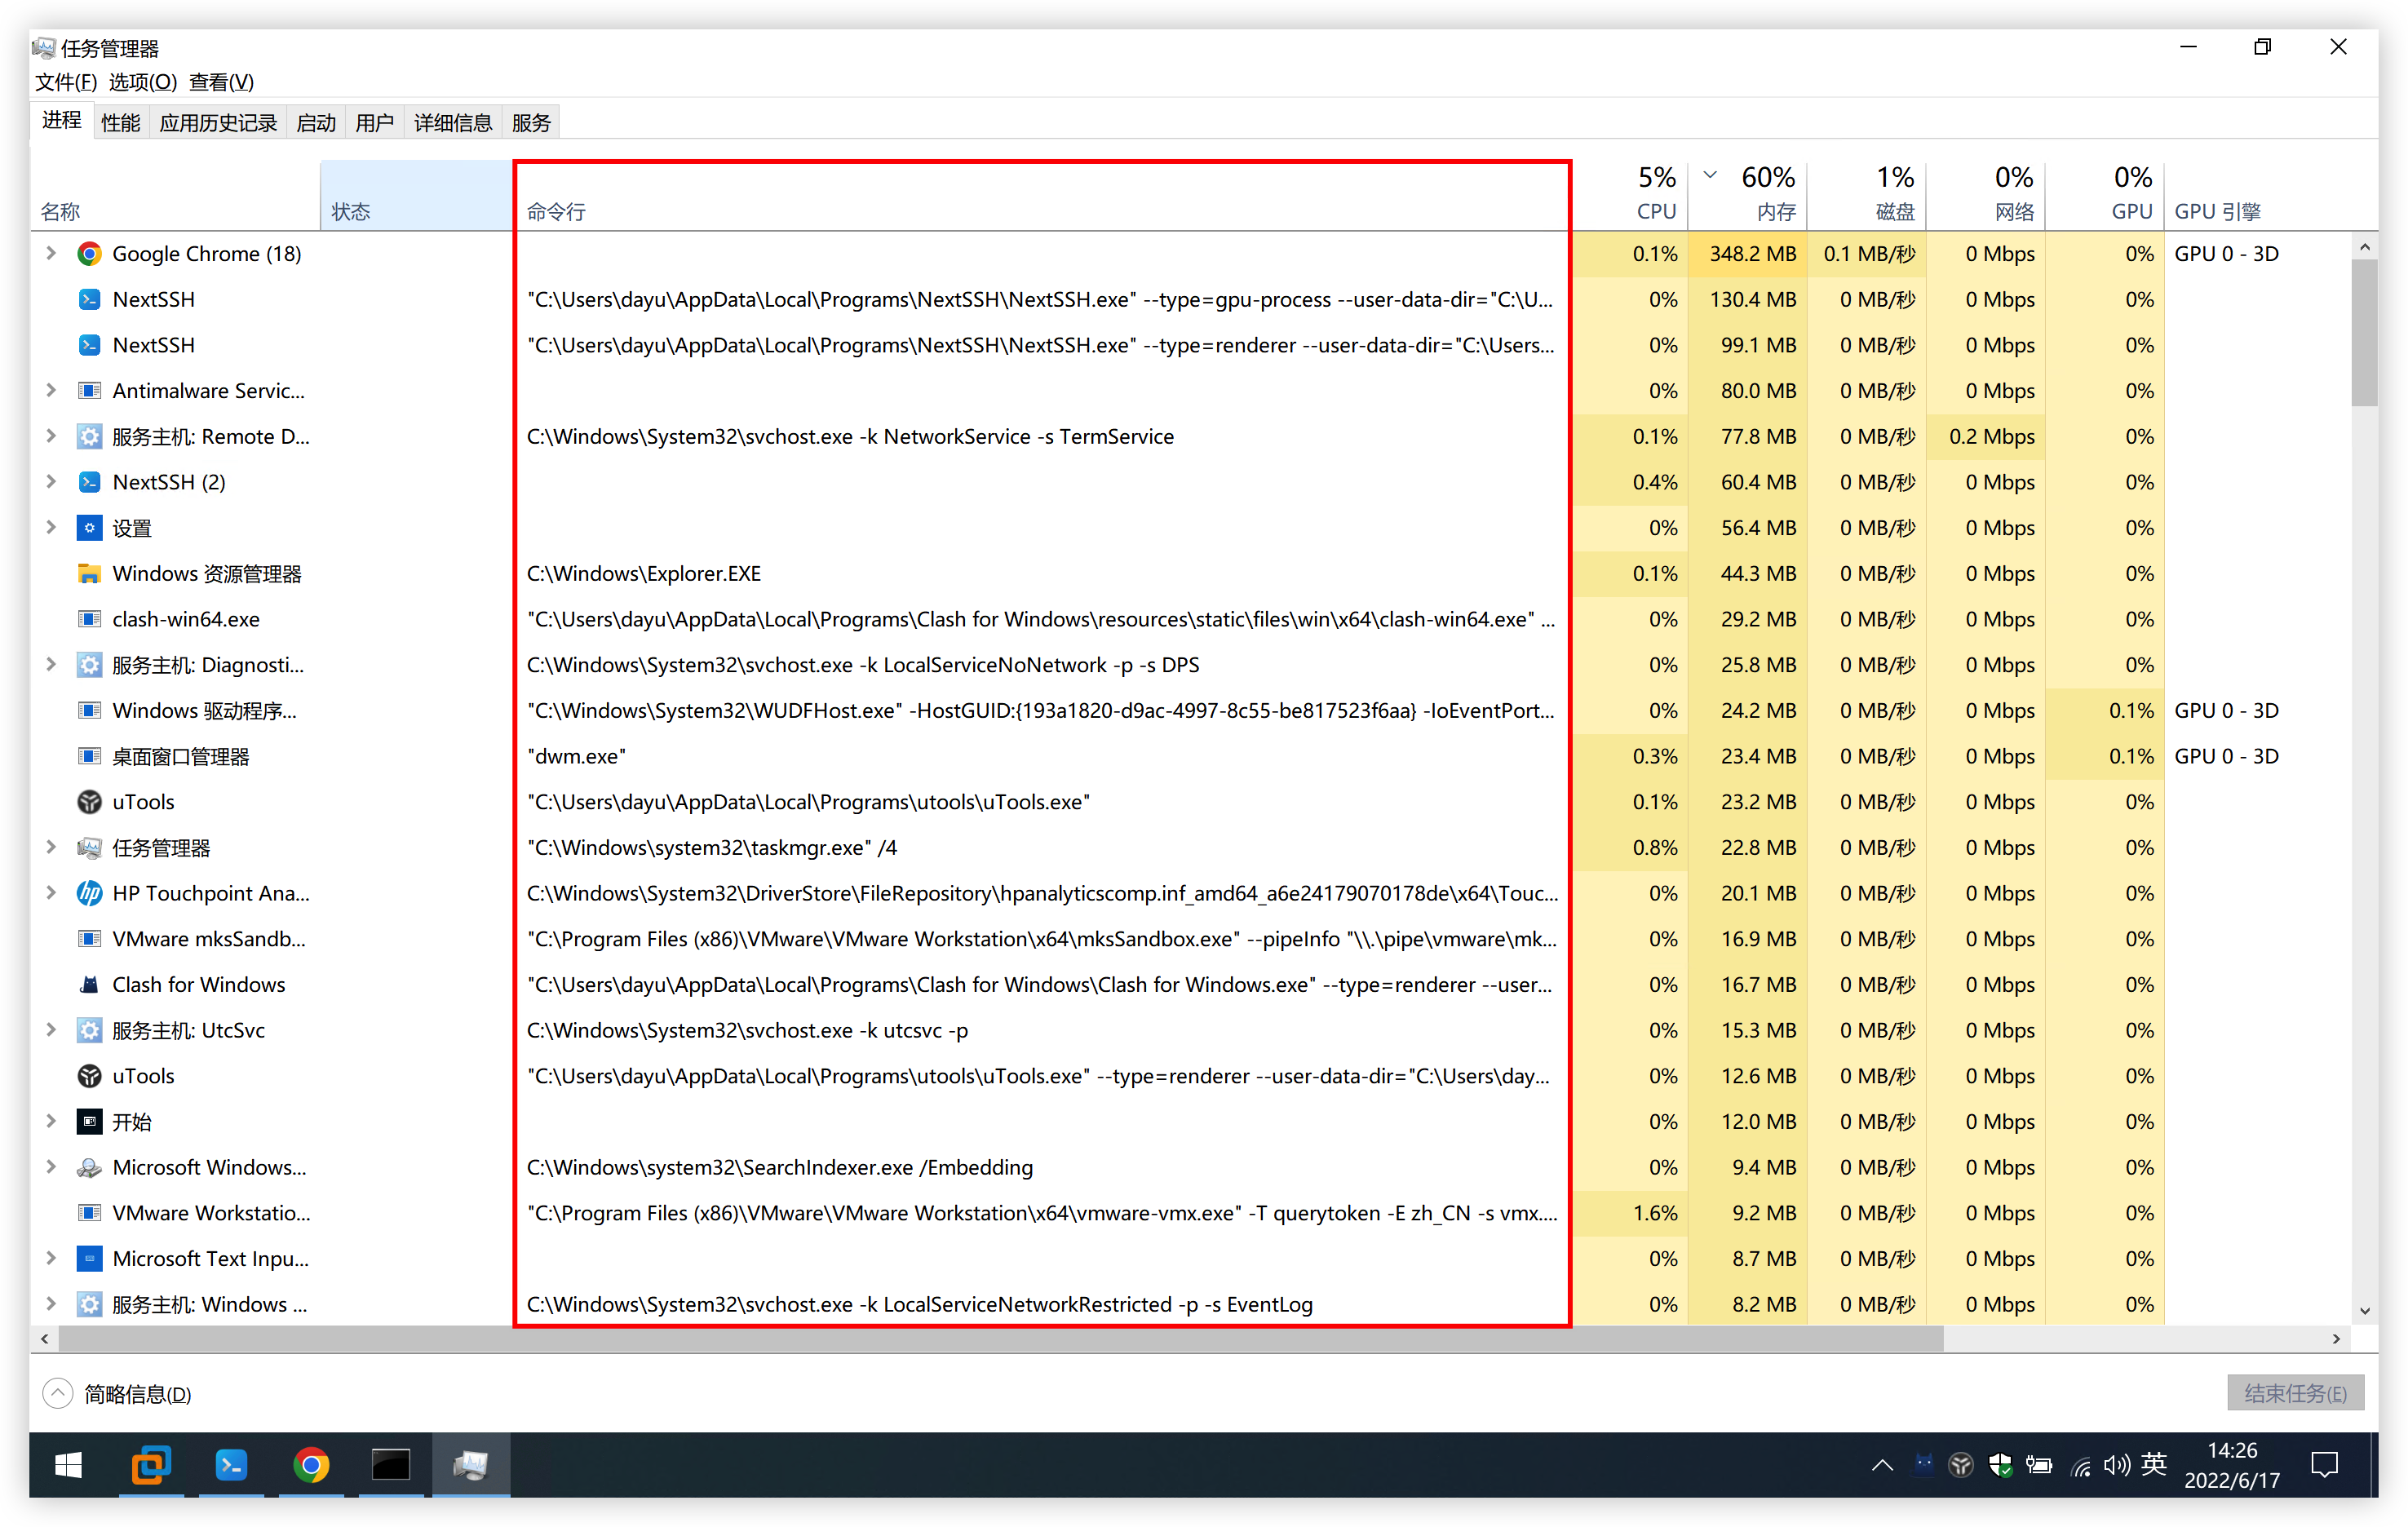 任务管理器
文件(F) 选项(O) 查看(V)
进程 性能 应用历史记录 启动 用户 详细信息 服务
5% 60% 1% 0% 0%
名称 状态 命令行 CPU 内存 磁盘 网络 GPU GPU 引擎
Google Chrome (18) 0.1% 348.2 MB 0.1 MB/秒 0 Mbps 0% GPU 0 - 3D
NextSSH "C:\Users\dayu\AppData\Local\Programs\NextSSH\NextSSH.exe" --type=gpu-process --user-data-dir="C:\U... 0% 130.4 MB 0 MB/秒 0 Mbps 0%
NextSSH "C:\Users\dayu\AppData\Local\Programs\NextSSH\NextSSH.exe" --type=renderer --user-data-dir="C:\Users... 0% 99.1 MB 0 MB/秒 0 Mbps 0%
Antimalware Servic... 0% 80.0 MB 0 MB/秒 0 Mbps 0%
服务主机: Remote D... C:\Windows\System32\svchost.exe -k NetworkService -s TermService 0.1% 77.8 MB 0 MB/秒 0.2 Mbps 0%
NextSSH (2) 0.4% 60.4 MB 0 MB/秒 0 Mbps 0%
设置 0% 56.4 MB 0 MB/秒 0 Mbps 0%
Windows 资源管理器 C:\Windows\Explorer.EXE 0.1% 44.3 MB 0 MB/秒 0 Mbps 0%
clash-win64.exe "C:\Users\dayu\AppData\Local\Programs\Clash for Windows\resources\static\files\win\x64\clash-win64.exe" ... 0% 29.2 MB 0 MB/秒 0 Mbps 0%
服务主机: Diagnosti... C:\Windows\System32\svchost.exe -k LocalServiceNoNetwork -p -s DPS 0% 25.8 MB 0 MB/秒 0 Mbps 0%
Windows 驱动程序... "C:\Windows\System32\WUDFHost.exe" -HostGUID:{193a1820-d9ac-4997-8c55-be817523f6aa} -IoEventPort... 0% 24.2 MB 0 MB/秒 0 Mbps 0.1% GPU 0 - 3D
桌面窗口管理器 "dwm.exe" 0.3% 23.4 MB 0 MB/秒 0 Mbps 0.1% GPU 0 - 3D
uTools "C:\Users\dayu\AppData\Local\Programs\utools\uTools.exe" 0.1% 23.2 MB 0 MB/秒 0 Mbps 0%
任务管理器 "C:\Windows\system32\taskmgr.exe" /4 0.8% 22.8 MB 0 MB/秒 0 Mbps 0%
HP Touchpoint Ana... C:\Windows\System32\DriverStore\FileRepository\hpanalyticscomp.inf_amd64_a6e24179070178de\x64\Touc... 0% 20.1 MB 0 MB/秒 0 Mbps 0%
VMware mksSandb... "C:\Program Files (x86)\VMware\VMware Workstation\x64\mksSandbox.exe" --pipeInfo "\\.\pipe\vmware\mk... 0% 16.9 MB 0 MB/秒 0 Mbps 0%
Clash for Windows "C:\Users\dayu\AppData\Local\Programs\Clash for Windows\Clash for Windows.exe" --type=renderer --user... 0% 16.7 MB 0 MB/秒 0 Mbps 0%
服务主机: UtcSvc C:\Windows\System32\svchost.exe -k utcsvc -p 0% 15.3 MB 0 MB/秒 0 Mbps 0%
uTools "C:\Users\dayu\AppData\Local\Programs\utools\uTools.exe" --type=renderer --user-data-dir="C:\Users\day... 0% 12.6 MB 0 MB/秒 0 Mbps 0%
开始 0% 12.0 MB 0 MB/秒 0 Mbps 0%
Microsoft Windows... C:\Windows\system32\SearchIndexer.exe /Embedding 0% 9.4 MB 0 MB/秒 0 Mbps 0%
VMware Workstatio... "C:\Program Files (x86)\VMware\VMware Workstation\x64\vmware-vmx.exe" -T querytoken -E zh_CN -s vmx.... 1.6% 9.2 MB 0 MB/秒 0 Mbps 0%
Microsoft Text Inpu... 0% 8.7 MB 0 MB/秒 0 Mbps 0%
服务主机: Windows ... C:\Windows\System32\svchost.exe -k LocalServiceNetworkRestricted -p -s EventLog 0% 8.2 MB 0 MB/秒 0 Mbps 0%
简略信息(D) 结束任务(E)
英 14:26
2022/6/17